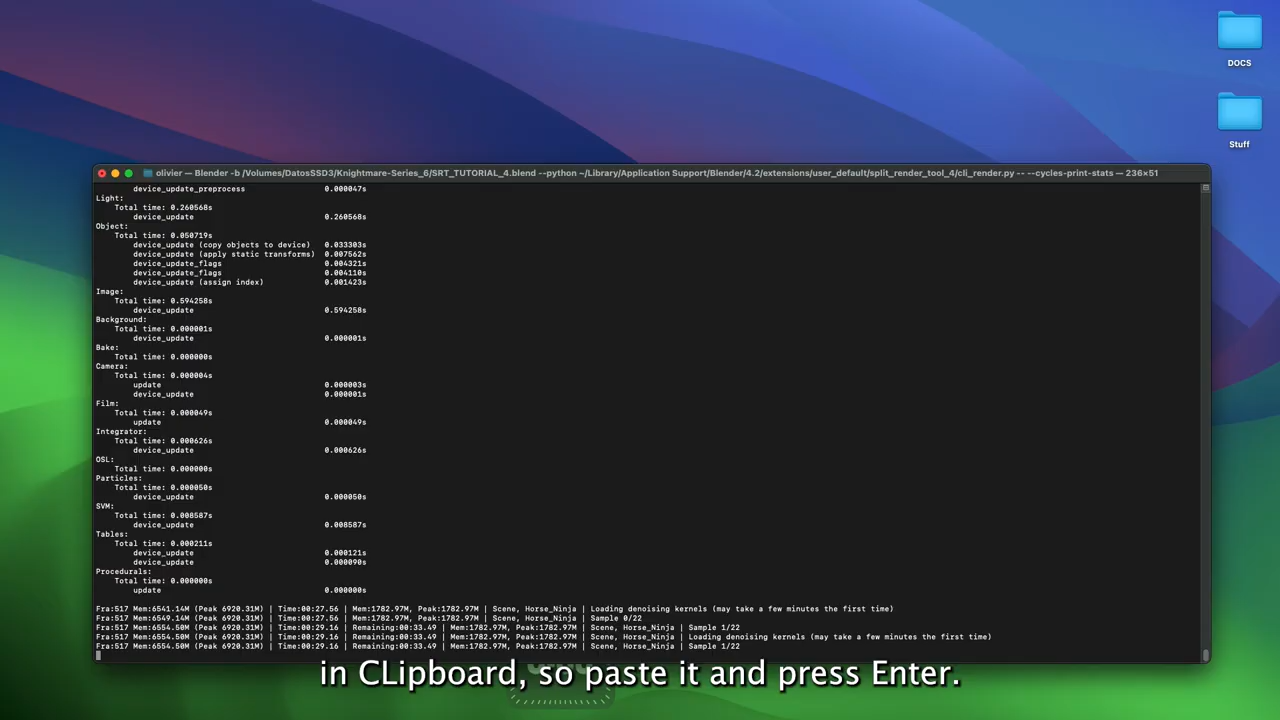 DOCS
Stuff
olivier — Blender -b /Volumes/DatosSSD3/Knightmare-Series_6/SRT_TUTORIAL_4.blend --python ~/Library/Application Support/Blender/4.2/extensions/user_default/split_render_tool_4/cli_render.py -- --cycles-print-stats — 236×51
device_update_preprocess 0.000047s
Light:
Total time: 0.260568s
device_update 0.260568s
Object:
Total time: 0.050719s
device_update (copy objects to device) 0.033303s
device_update (apply static transforms) 0.007562s
device_update_flags 0.004321s
device_update_flags 0.004110s
device_update (assign index) 0.001423s
Image:
Total time: 0.594258s
device_update 0.594258s
Background:
Total time: 0.000001s
device_update 0.000001s
Bake:
Total time: 0.000000s
Camera:
Total time: 0.000004s
update 0.000003s
device_update 0.000001s
Film:
Total time: 0.000049s
update 0.000049s
Integrator:
Total time: 0.000626s
device_update 0.000626s
OSL:
Total time: 0.000000s
Particles:
Total time: 0.000050s
device_update 0.000050s
SVM:
Total time: 0.008587s
device_update 0.008587s
Tables:
Total time: 0.000211s
device_update 0.000121s
device_update 0.000090s
Procedurals:
Total time: 0.000000s
update 0.000000s
Fra:517 Mem:6541.14M (Peak 6920.31M) | Time:00:27.56 | Mem:1782.97M, Peak:1782.97M | Scene, Horse_Ninja | Loading denoising kernels (may take a few minutes the first time)
Fra:517 Mem:6549.14M (Peak 6920.31M) | Time:00:27.56 | Mem:1782.97M, Peak:1782.97M | Scene, Horse_Ninja | Sample 0/22
Fra:517 Mem:6554.50M (Peak 6920.31M) | Time:00:29.16 | Remaining:00:33.49 | Mem:1782.97M, Peak:1782.97M | Scene, Horse_Ninja | Sample 1/22
Fra:517 Mem:6554.50M (Peak 6920.31M) | Time:00:29.16 | Remaining:00:33.49 | Mem:1782.97M, Peak:1782.97M | Scene, Horse_Ninja | Loading denoising kernels (may take a few minutes the first time)
Fra:517 Mem:6554.50M (Peak 6920.31M) | Time:00:29.16 | Remaining:00:33.49 | Mem:1782.97M, Peak:1782.97M | Scene, Horse_Ninja | Sample 1/22
in CLipboard, so paste it and press Enter.